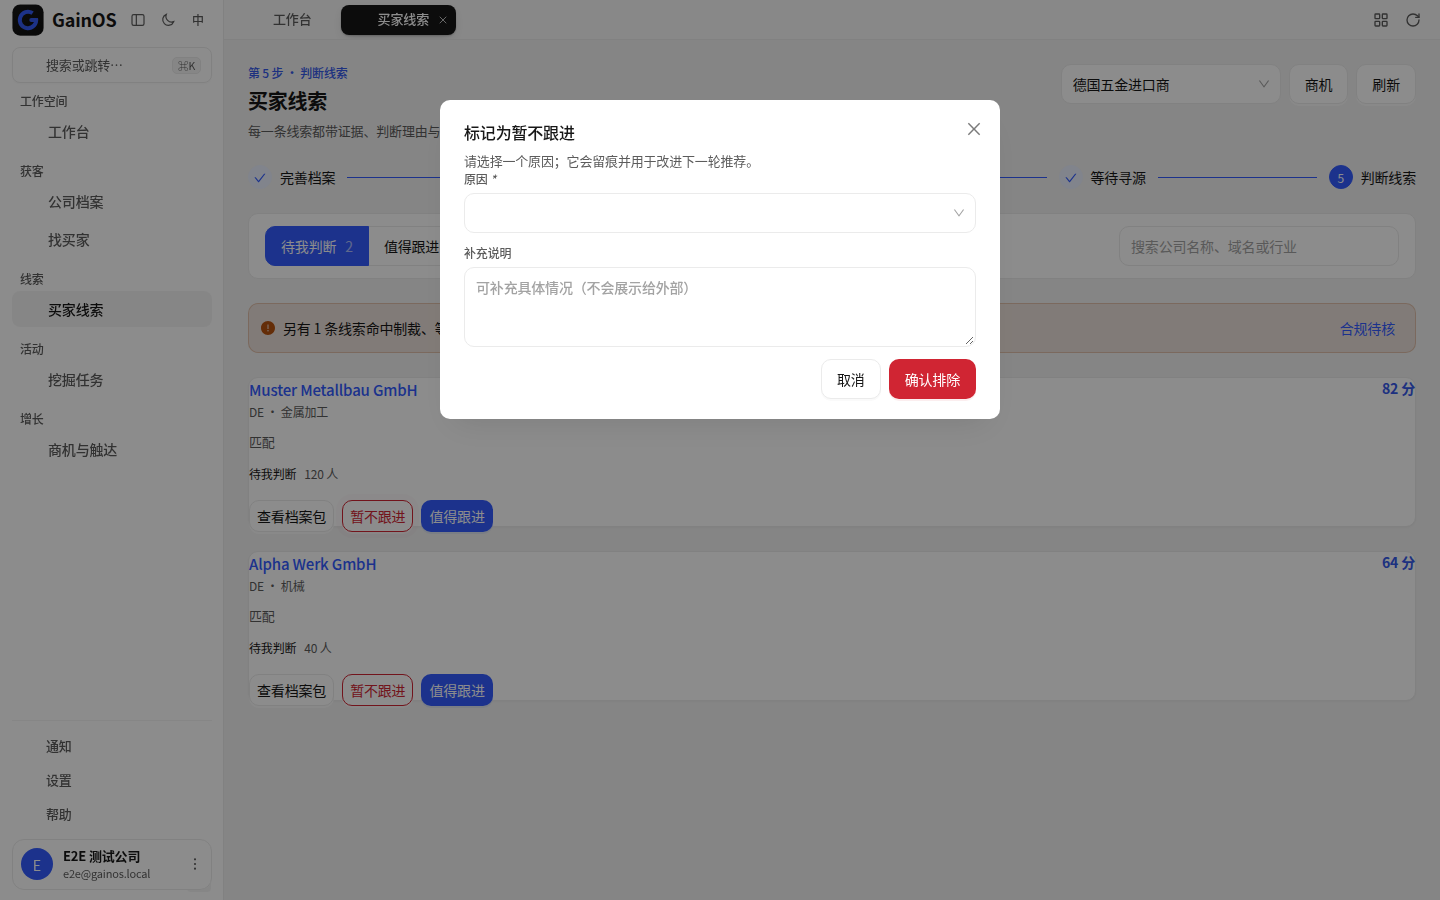 GainOS
中
工作台
买家线索
搜索或跳转…
⌘K
工作空间
工作台
获客
公司档案
找买家
线索
买家线索
活动
挖掘任务
增长
商机与触达
通知
设置
帮助
E
E2E 测试公司
e2e@gainos.local
第 5 步 · 判断线索
买家线索
每一条线索都带证据、判断理由与
德国五金进口商
商机
刷新
完善档案
等待寻源
5
判断线索
待我判断 2
值得跟进
搜索公司名称、域名或行业
另有 1 条线索命中制裁、
合规待核
Muster Metallbau GmbH
82 分
DE · 金属加工
匹配
待我判断 120 人
查看档案包
暂不跟进
值得跟进
Alpha Werk GmbH
64 分
DE · 机械
匹配
待我判断 40 人
查看档案包
暂不跟进
值得跟进
标记为暂不跟进
请选择一个原因；它会留痕并用于改进下一轮推荐。
原因 *
补充说明
可补充具体情况（不会展示给外部）
取消
确认排除